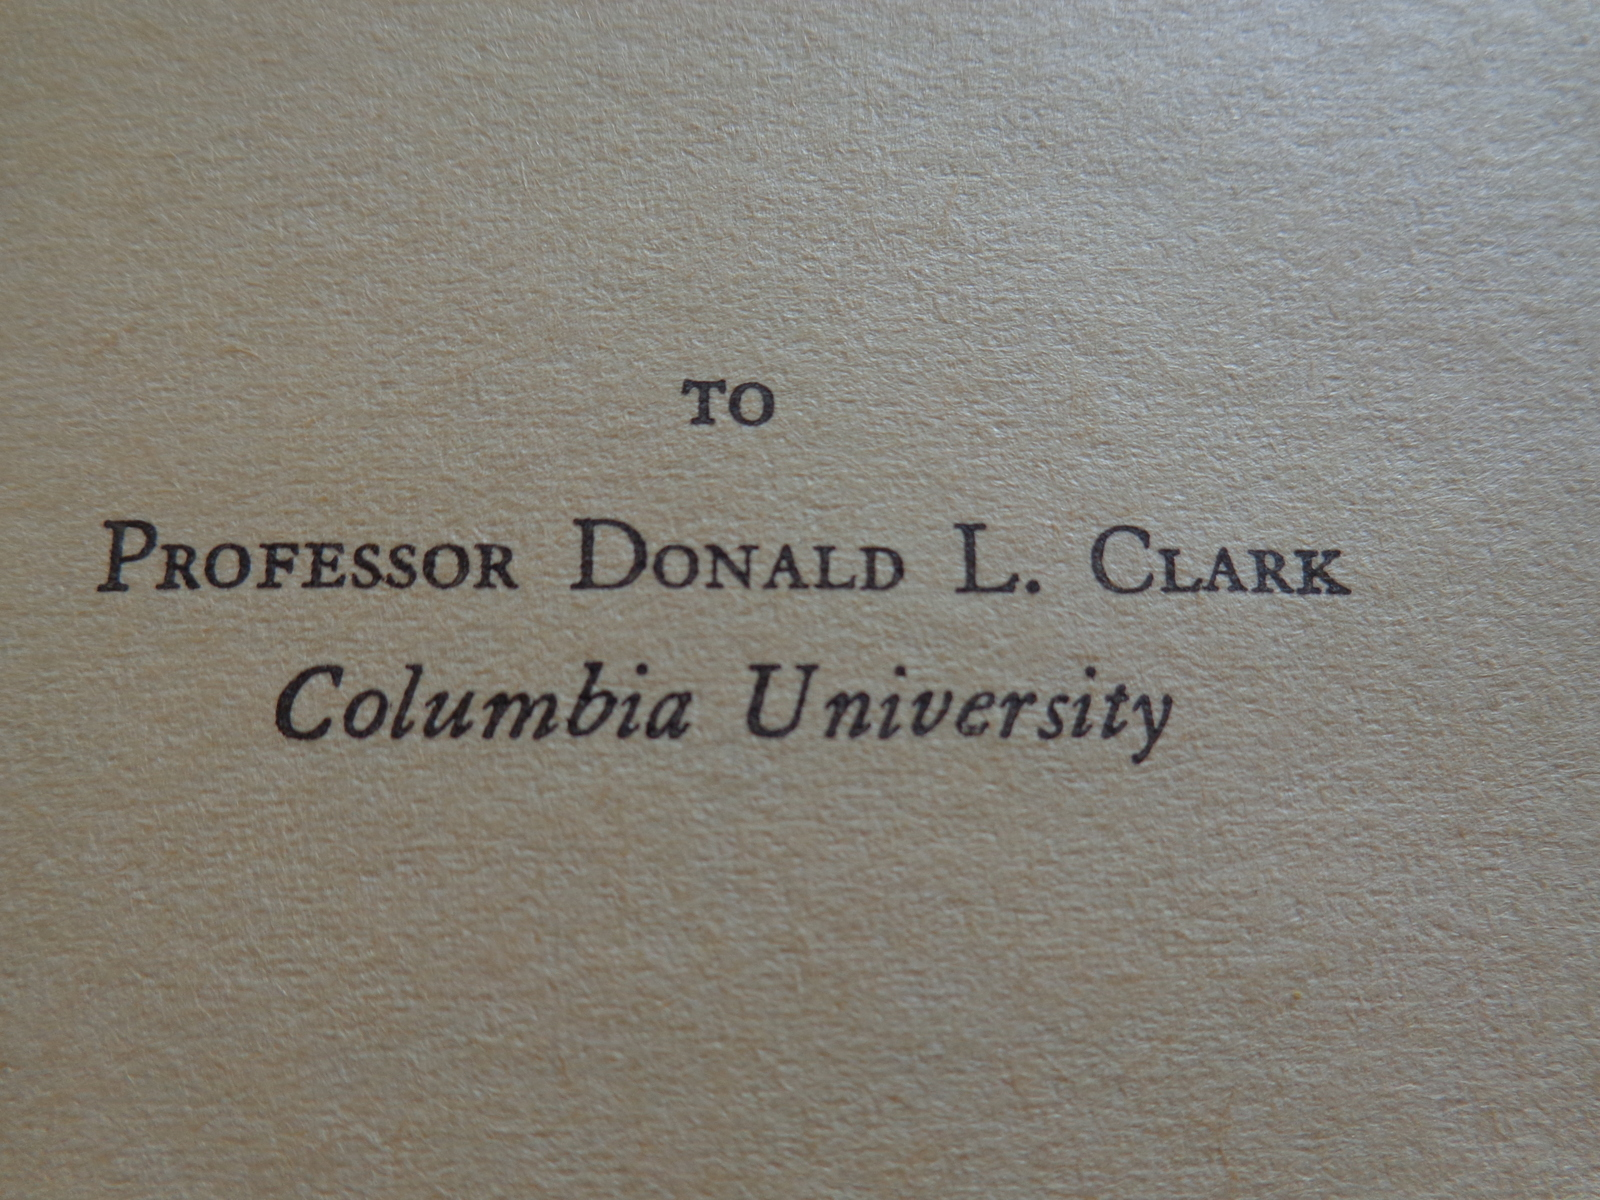 TO
PROFESSOR DONALD L. CLARK
Columbia University